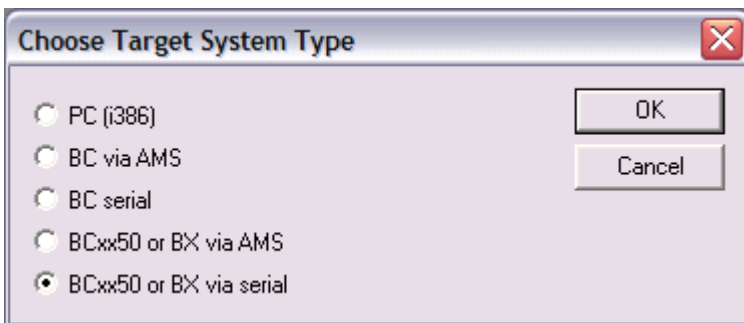 Choose Target System Type
PC (i386)
OK
BC via AMS
Cancel
BC serial
BCxx50 or BX via AMS
BCxx50 or BX via serial